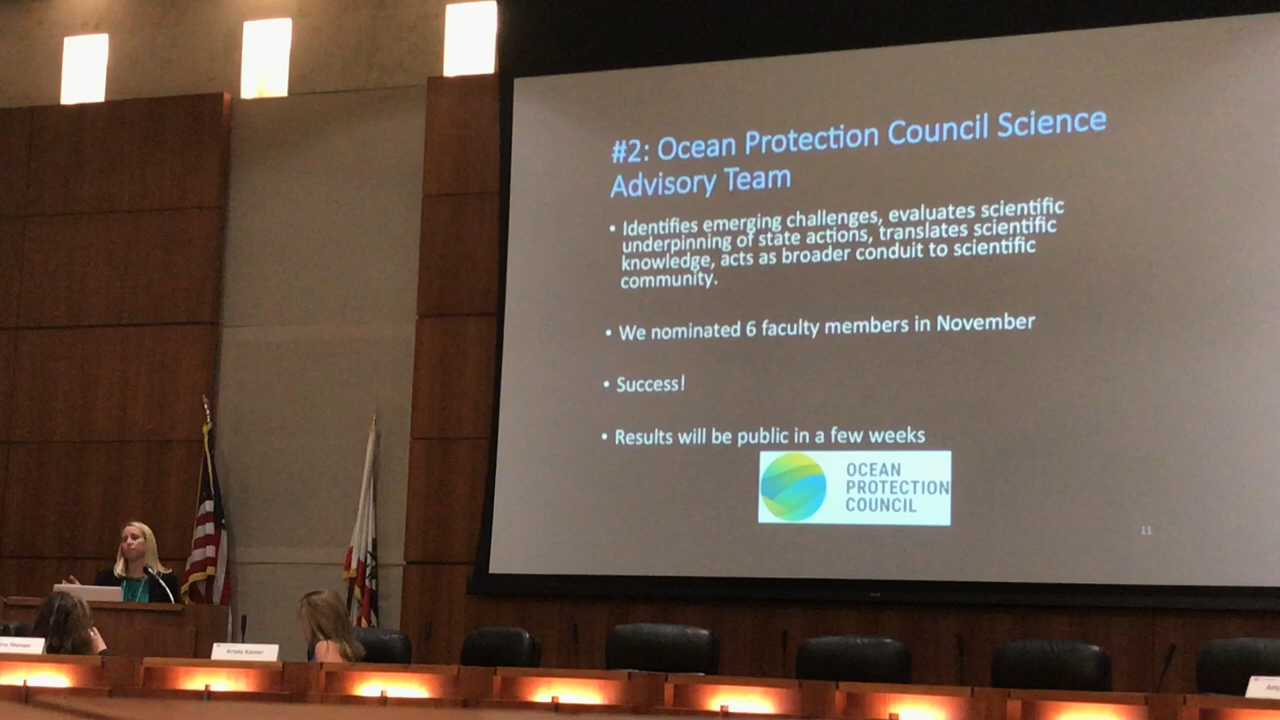 #2: Ocean Protection Council Science
Advisory Team
• Identifies emerging challenges, evaluates scientific
underpinning of state actions, translates scientific
knowledge, acts as broader conduit to scientific
community.
• We nominated 6 faculty members in November
• Success!
• Results will be public in a few weeks
OCEAN
PROTECTION
COUNCIL
11
Krista Kamer